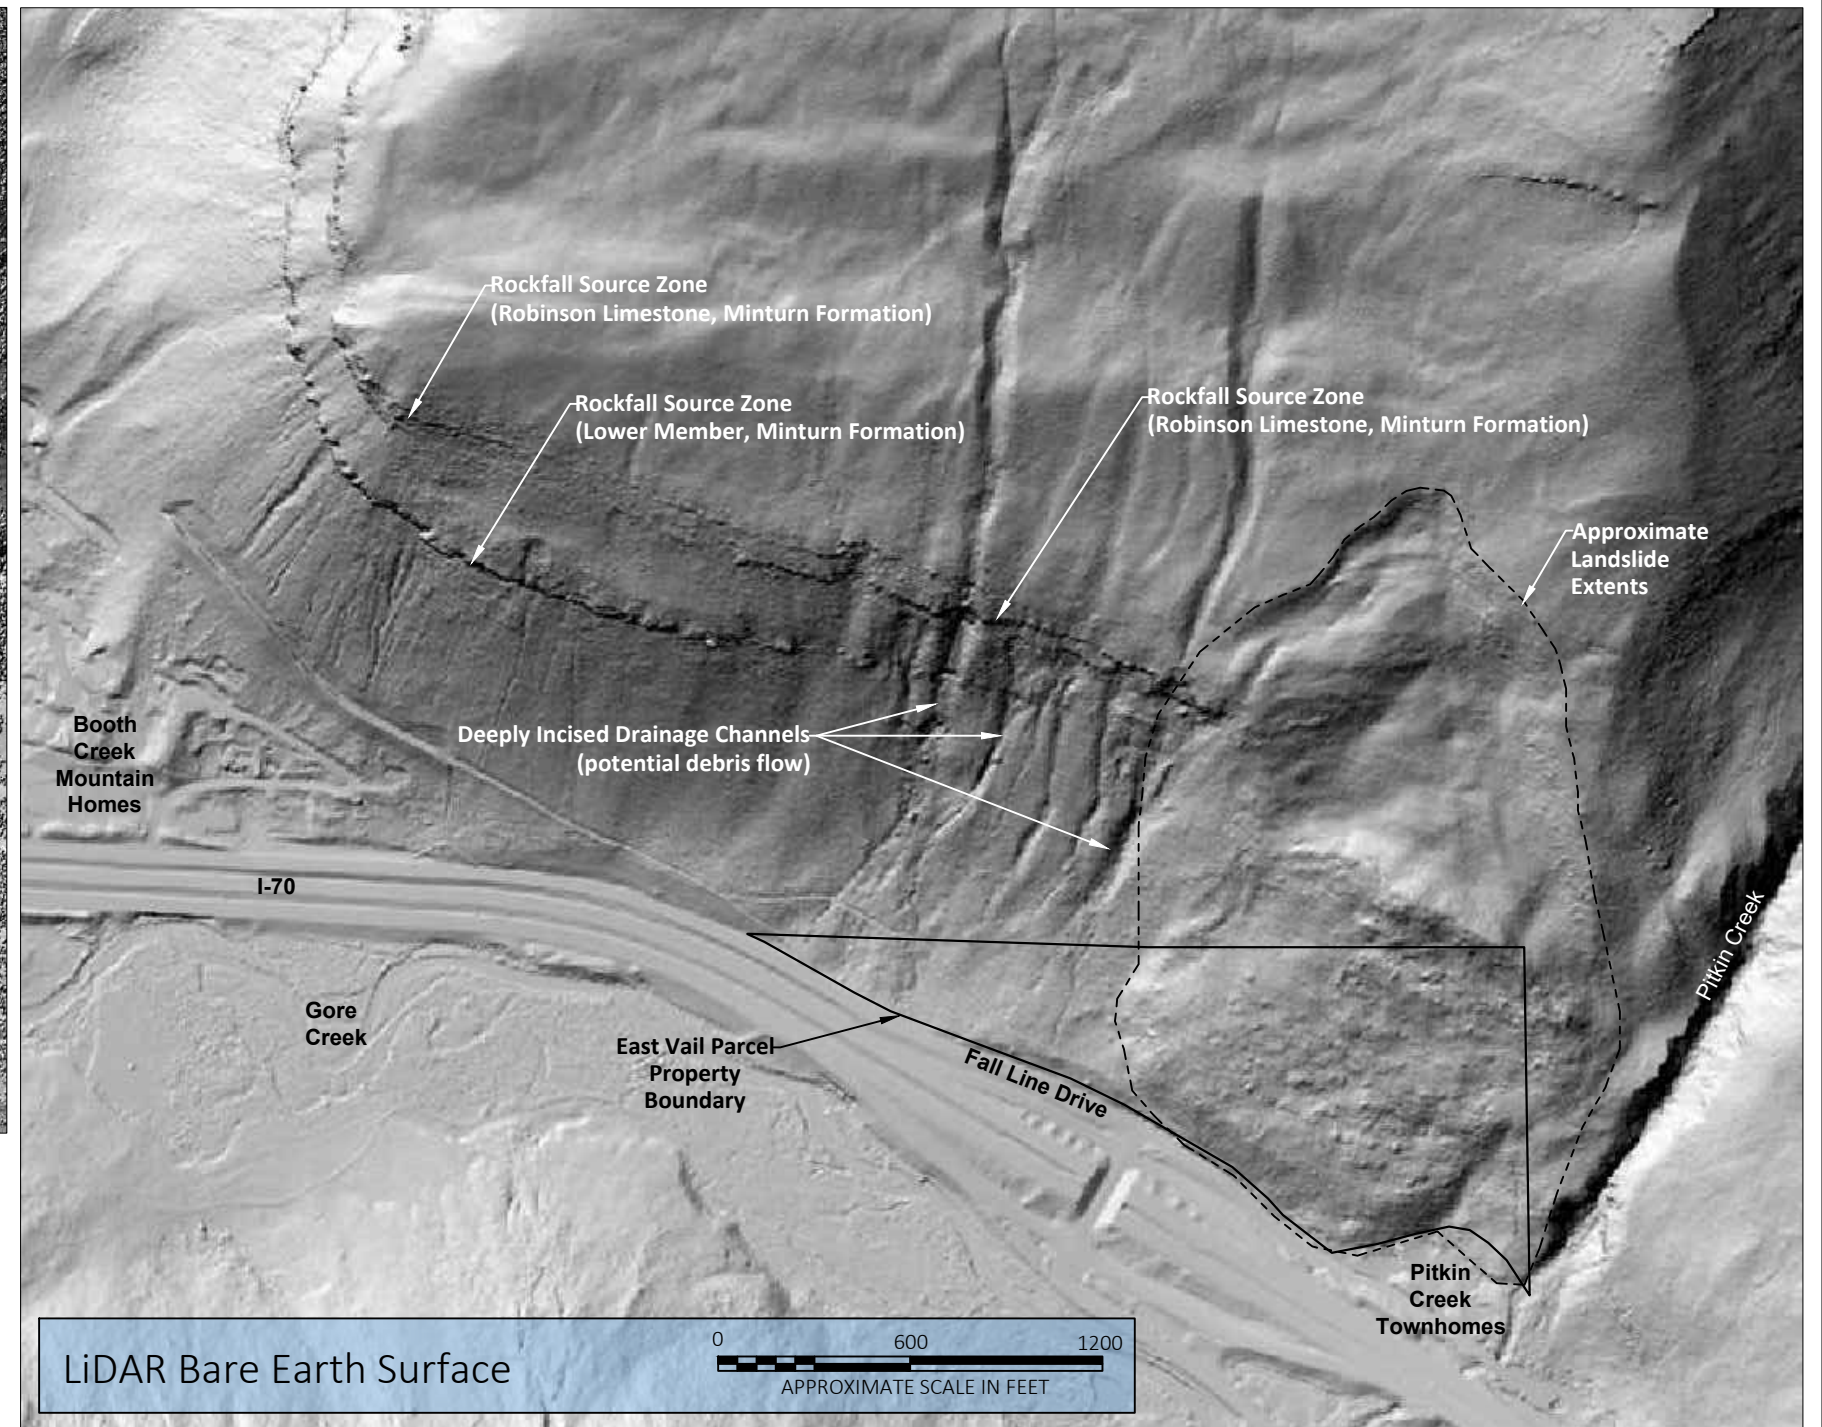 Rockfall Source Zone
(Robinson Limestone, Minturn Formation)
Rockfall Source Zone
(Lower Member, Minturn Formation)
Rockfall Source Zone
(Robinson Limestone, Minturn Formation)
Approximate
Landslide
Extents
Deeply Incised Drainage Channels
(potential debris flow)
Booth
Creek
Mountain
Homes
I-70
Pitkin Creek
Gore
Creek
East Vail Parcel
Property
Boundary
Fall Line Drive
Pitkin
Creek
Townhomes
LiDAR Bare Earth Surface
0 600 1200
APPROXIMATE SCALE IN FEET